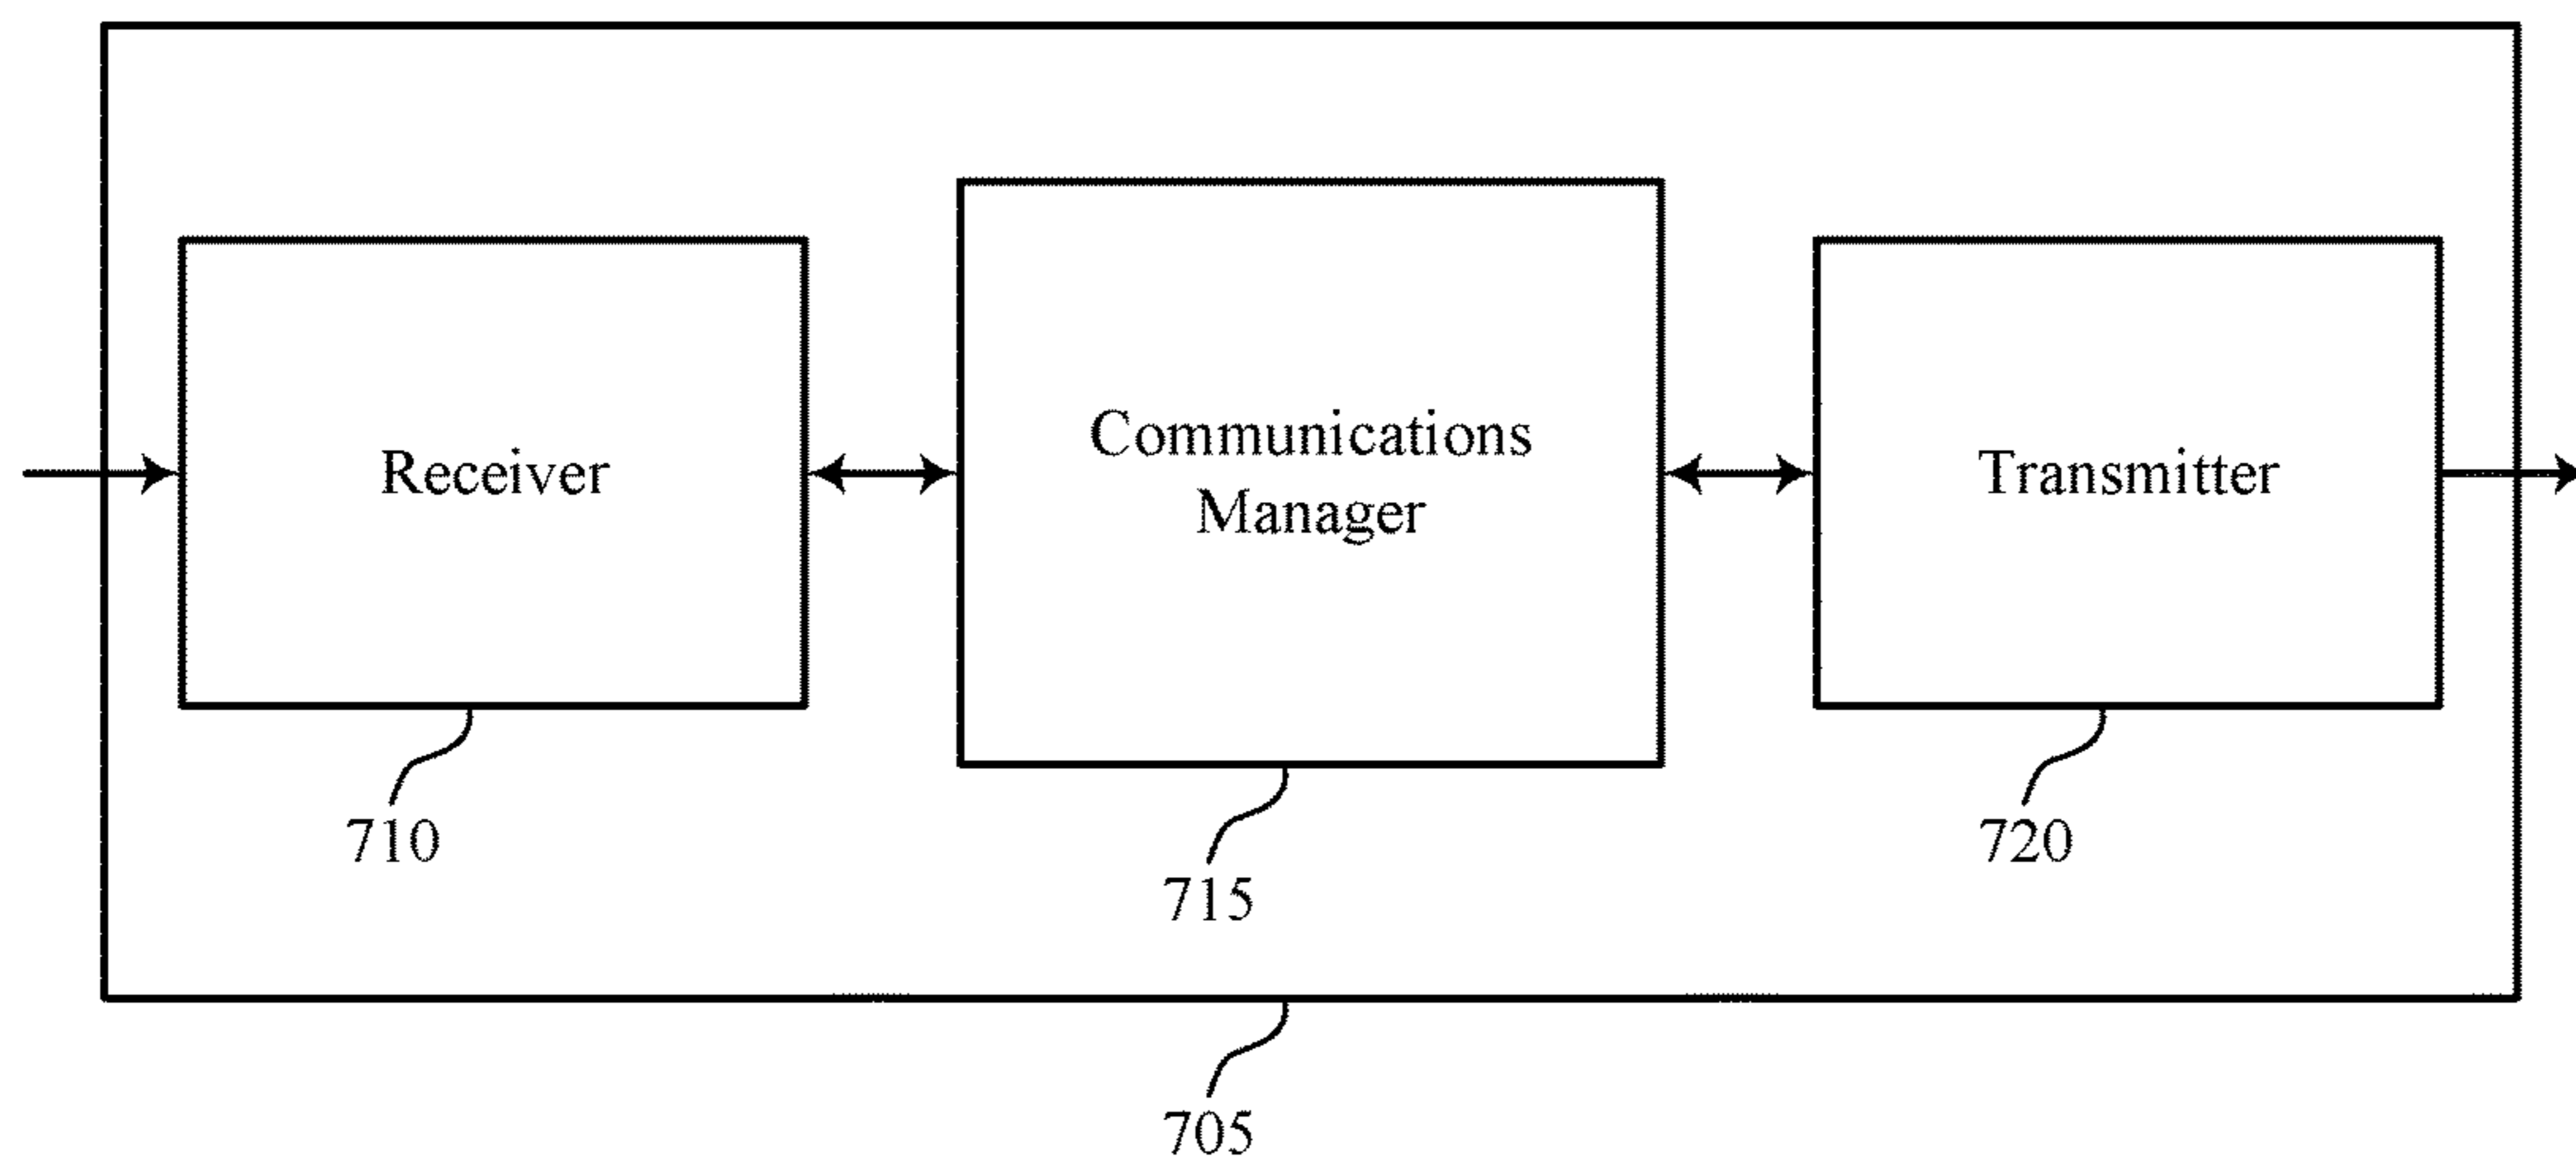 Receiver
Communications
Manager
Transmitter
710
715
720
705